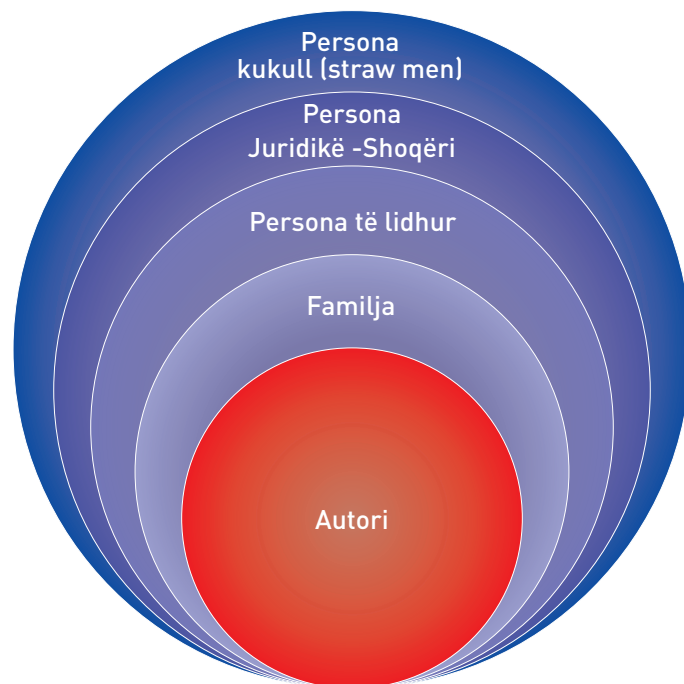 Persona
kukull (straw men)
Persona
Juridikë -Shoqëri
Persona të lidhur
Familja
Autori